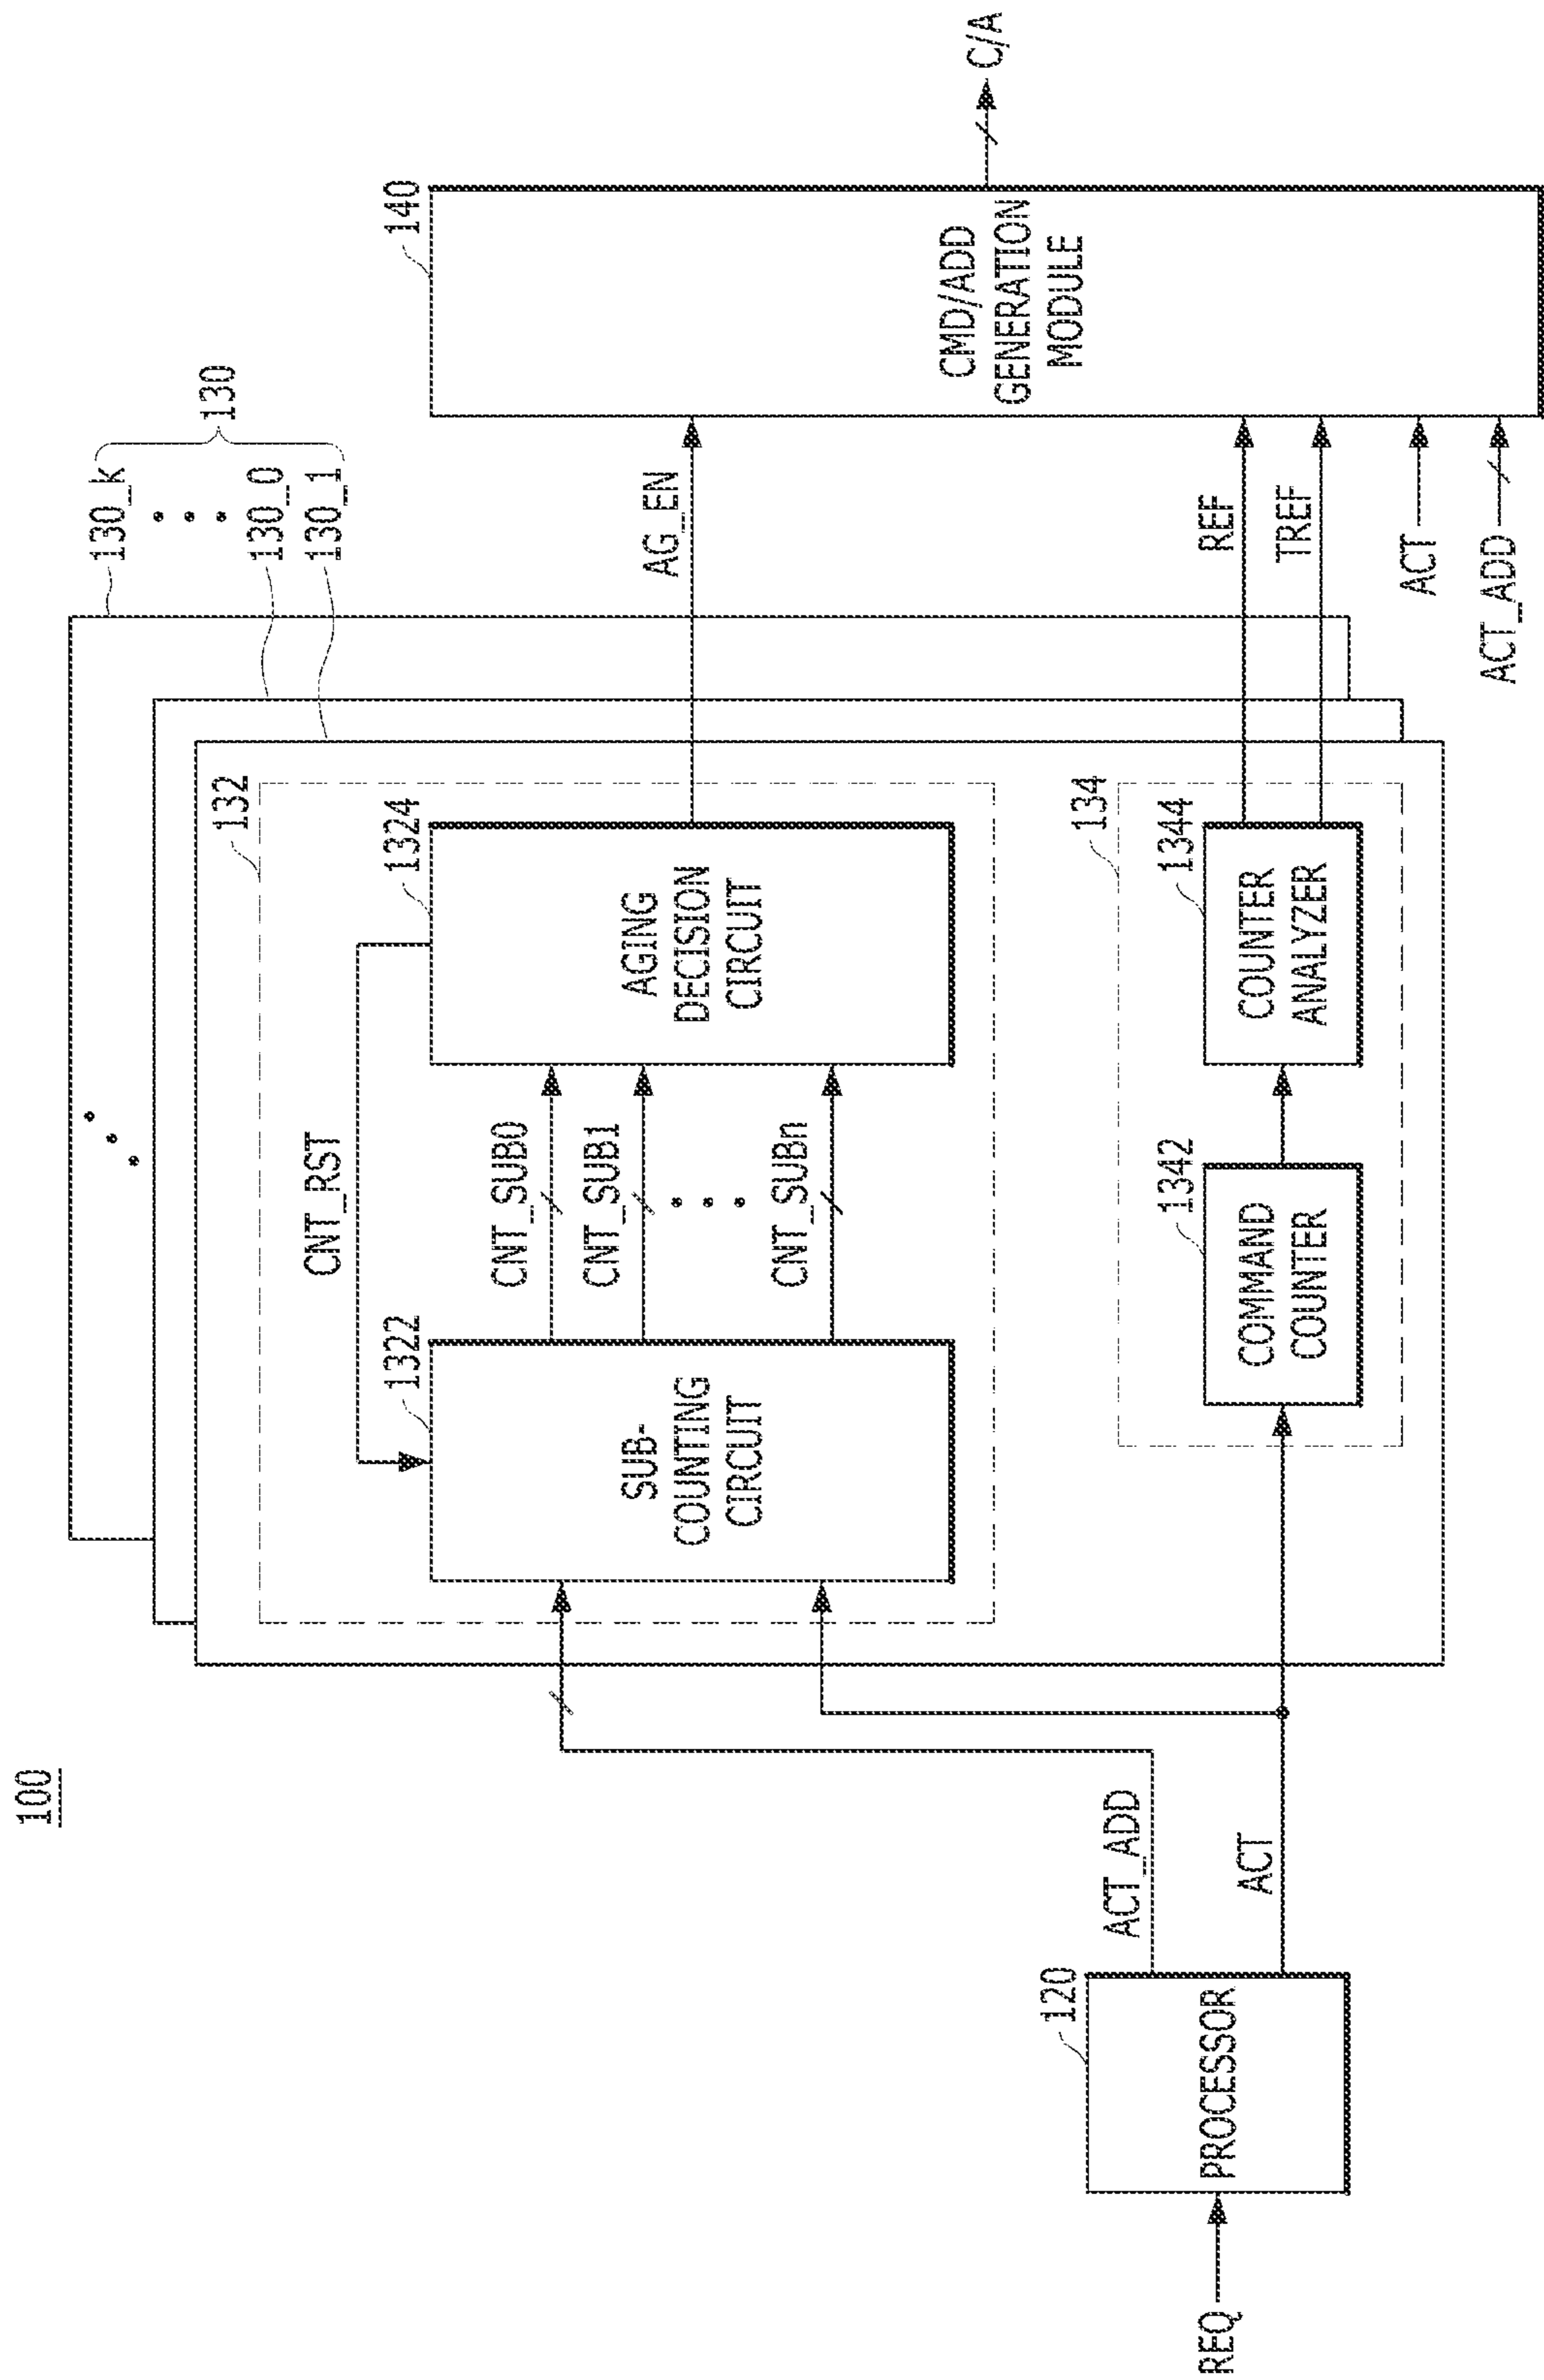 100
REQ
PROCESSOR
120
ACT_ADD
ACT
130_k
130_0
130_1
130
132
CNT_RST
1322
SUB-
COUNTING
CIRCUIT
CNT_SUB0
CNT_SUB1
CNT_SUBn
1324
AGING
DECISION
CIRCUIT
134
1342
COMMAND
COUNTER
1344
COUNTER
ANALYZER
AG_EN
REF
TREF
ACT
ACT_ADD
140
CMD/ADD
GENERATION
MODULE
C/A